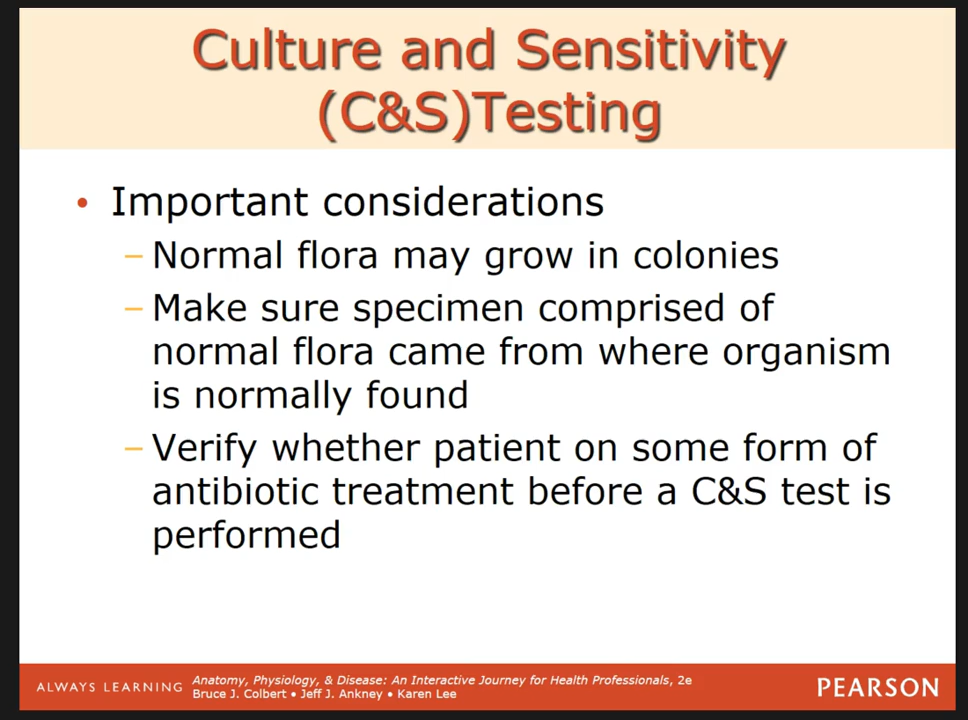 Culture and Sensitivity
(C&S)Testing
• Important considerations
– Normal flora may grow in colonies
– Make sure specimen comprised of
normal flora came from where organism
is normally found
– Verify whether patient on some form of
antibiotic treatment before a C&S test is
performed
ALWAYS LEARNING
Anatomy, Physiology, & Disease: An Interactive Journey for Health Professionals, 2e
Bruce J. Colbert • Jeff J. Ankney • Karen Lee
PEARSON